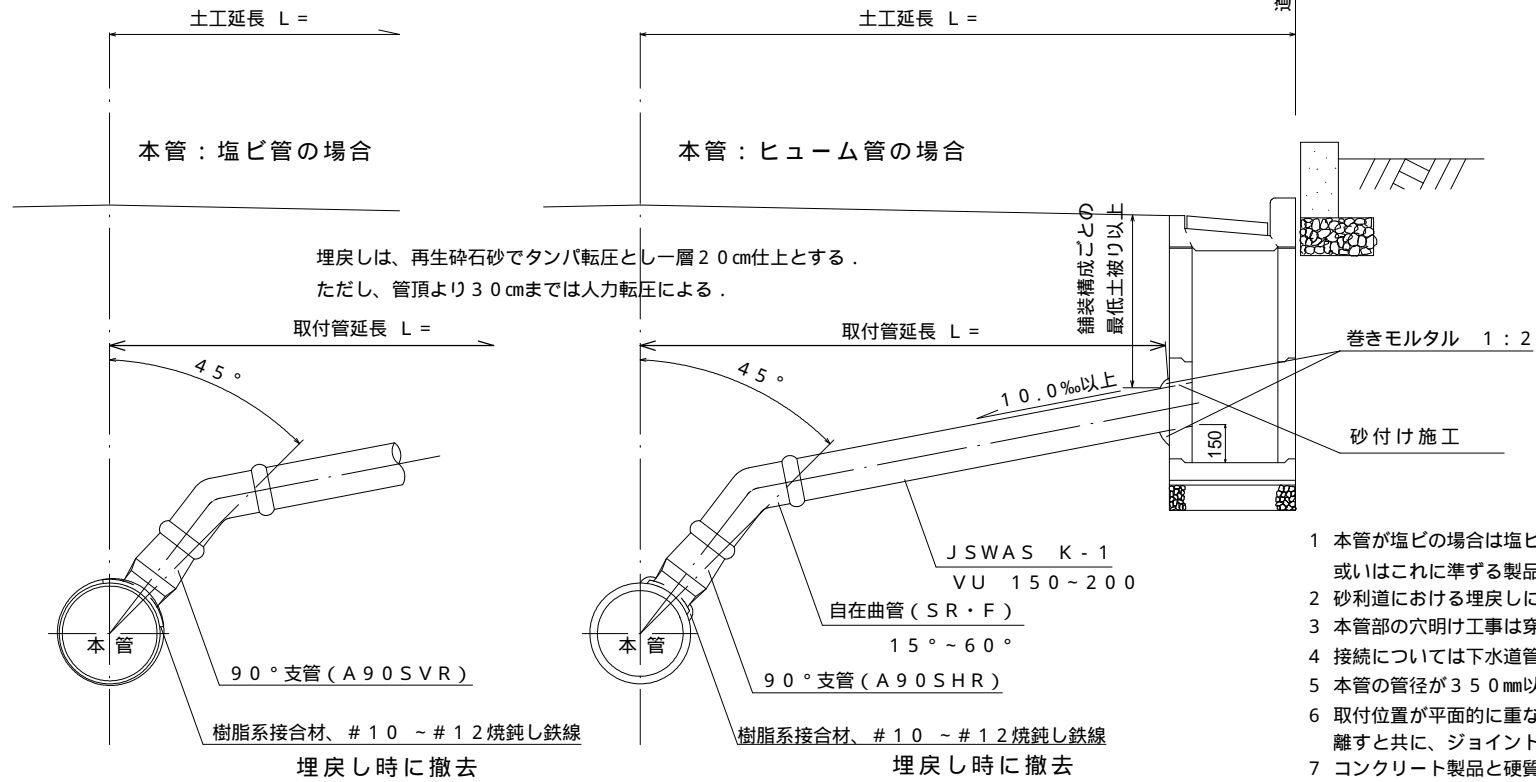 土工延長 L =
土工延長 L =
道
本管：塩ビ管の場合
本管：ヒューム管の場合
埋戻しは、再生砕石砂でタンパ転圧とし一層20㎝仕上とする．
ただし、管頂より30㎝までは人力転圧による．
舗装構成ごとの
最低土被り以上
取付管延長 L =
取付管延長 L =
45°
45°
10.0‰以上
巻きモルタル 1：2
砂付け施工
150
JSWAS K-1
VU 150~200
自在曲管(SR・F)
15°~60°
本管
本管
90°支管(A90SVR)
90°支管(A90SHR)
樹脂系接合材、#10 ~#12焼鈍し鉄線
埋戻し時に撤去
樹脂系接合材、#10 ~#12焼鈍し鉄線
埋戻し時に撤去
1 本管が塩ビの場合は塩ビ
或いはこれに準ずる製品
2 砂利道における埋戻しに
3 本管部の穴明け工事は穿
4 接続については下水道管
5 本管の管径が350㎜以
6 取付位置が平面的に重な
離すと共に、ジョイント
7 コンクリート製品と硬質